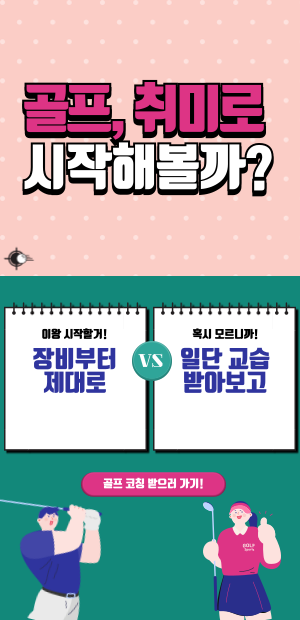 골프, 취미로
시작해볼까?
이왕 시작할거!
장비부터
제대로
VS
혹시 모르니까!
일단 교습
받아보고
골프 코칭 받으러 가기!
GOLF
Sports